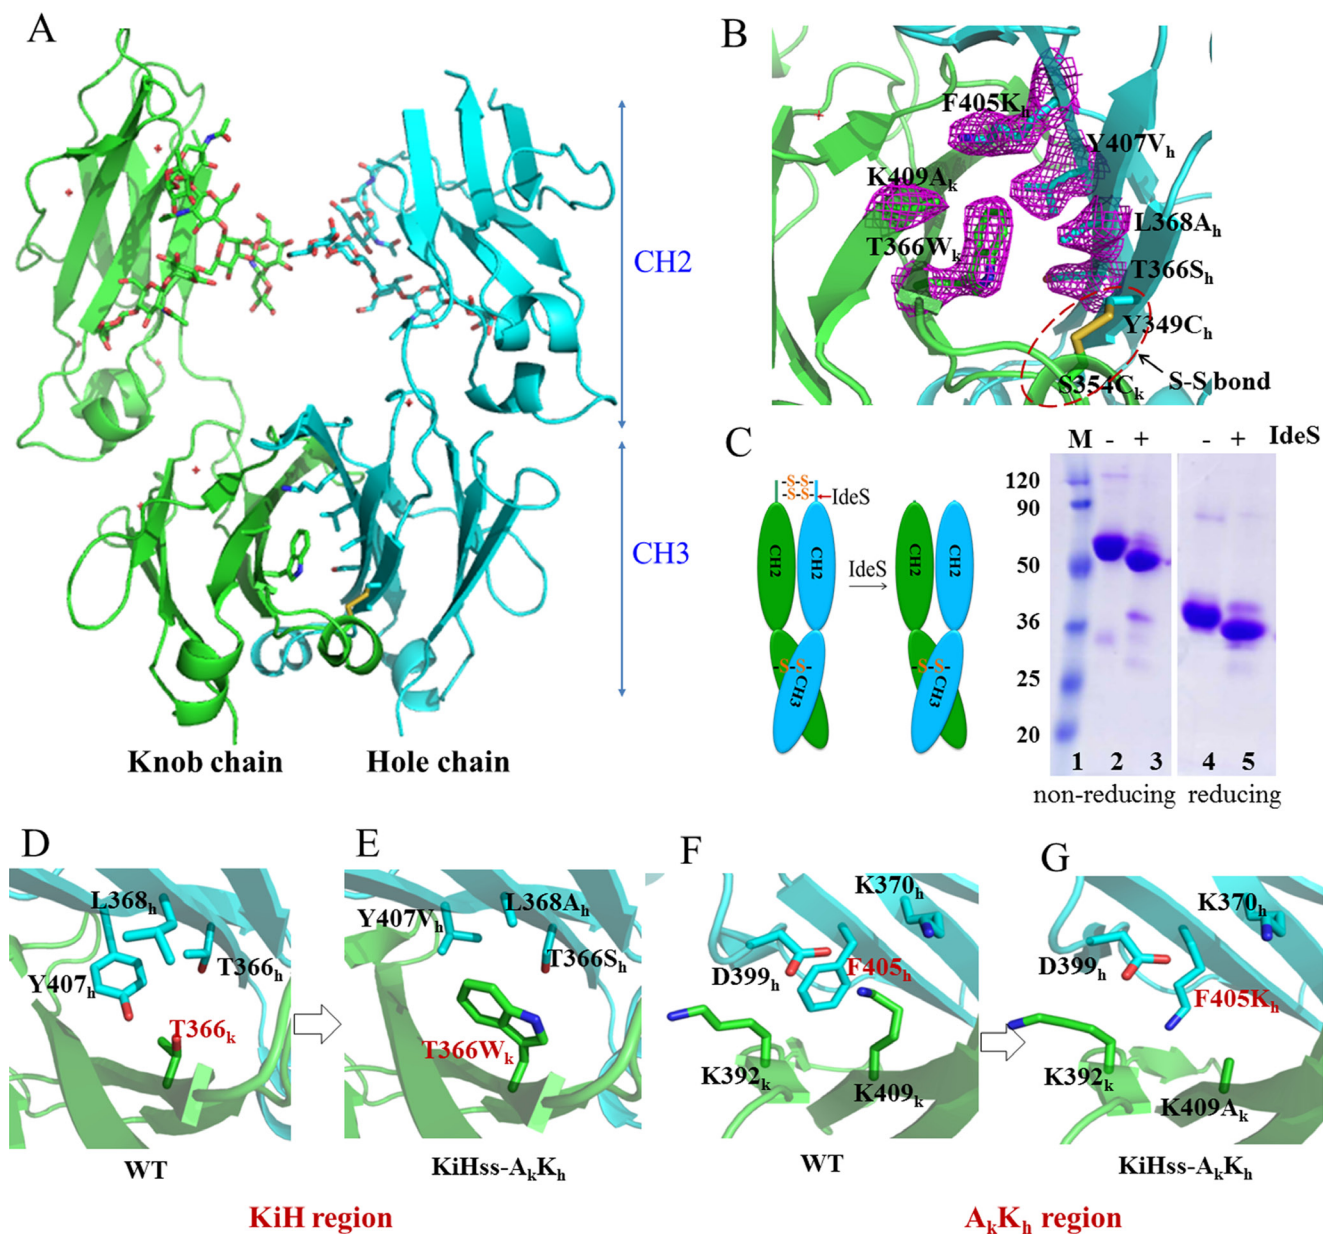 A
CH2
CH3
Knob chain
Hole chain
B
F405Kh
Y407Vh
K409Ak
L368Ah
T366Wk
T366Sh
Y349Ch
S354Ck
S-S bond
C
-S-S-
-S-S-
IdeS
CH2
CH2
-S-S-
CH3
IdeS
CH2
CH2
-S-S-
CH3
M - + - + IdeS
120
90
50
36
25
20
1 2 3 4 5
non-reducing reducing
D
L368h
Y407h
T366h
T366k
WT
E
Y407Vh
L368Ah
T366Sh
T366Wk
KiHss-AkKh
KiH region
F
K370h
D399h
F405h
K392k
K409k
WT
G
K370h
D399h
F405Kh
K392k
K409Ak
KiHss-AkKh
AkKh region